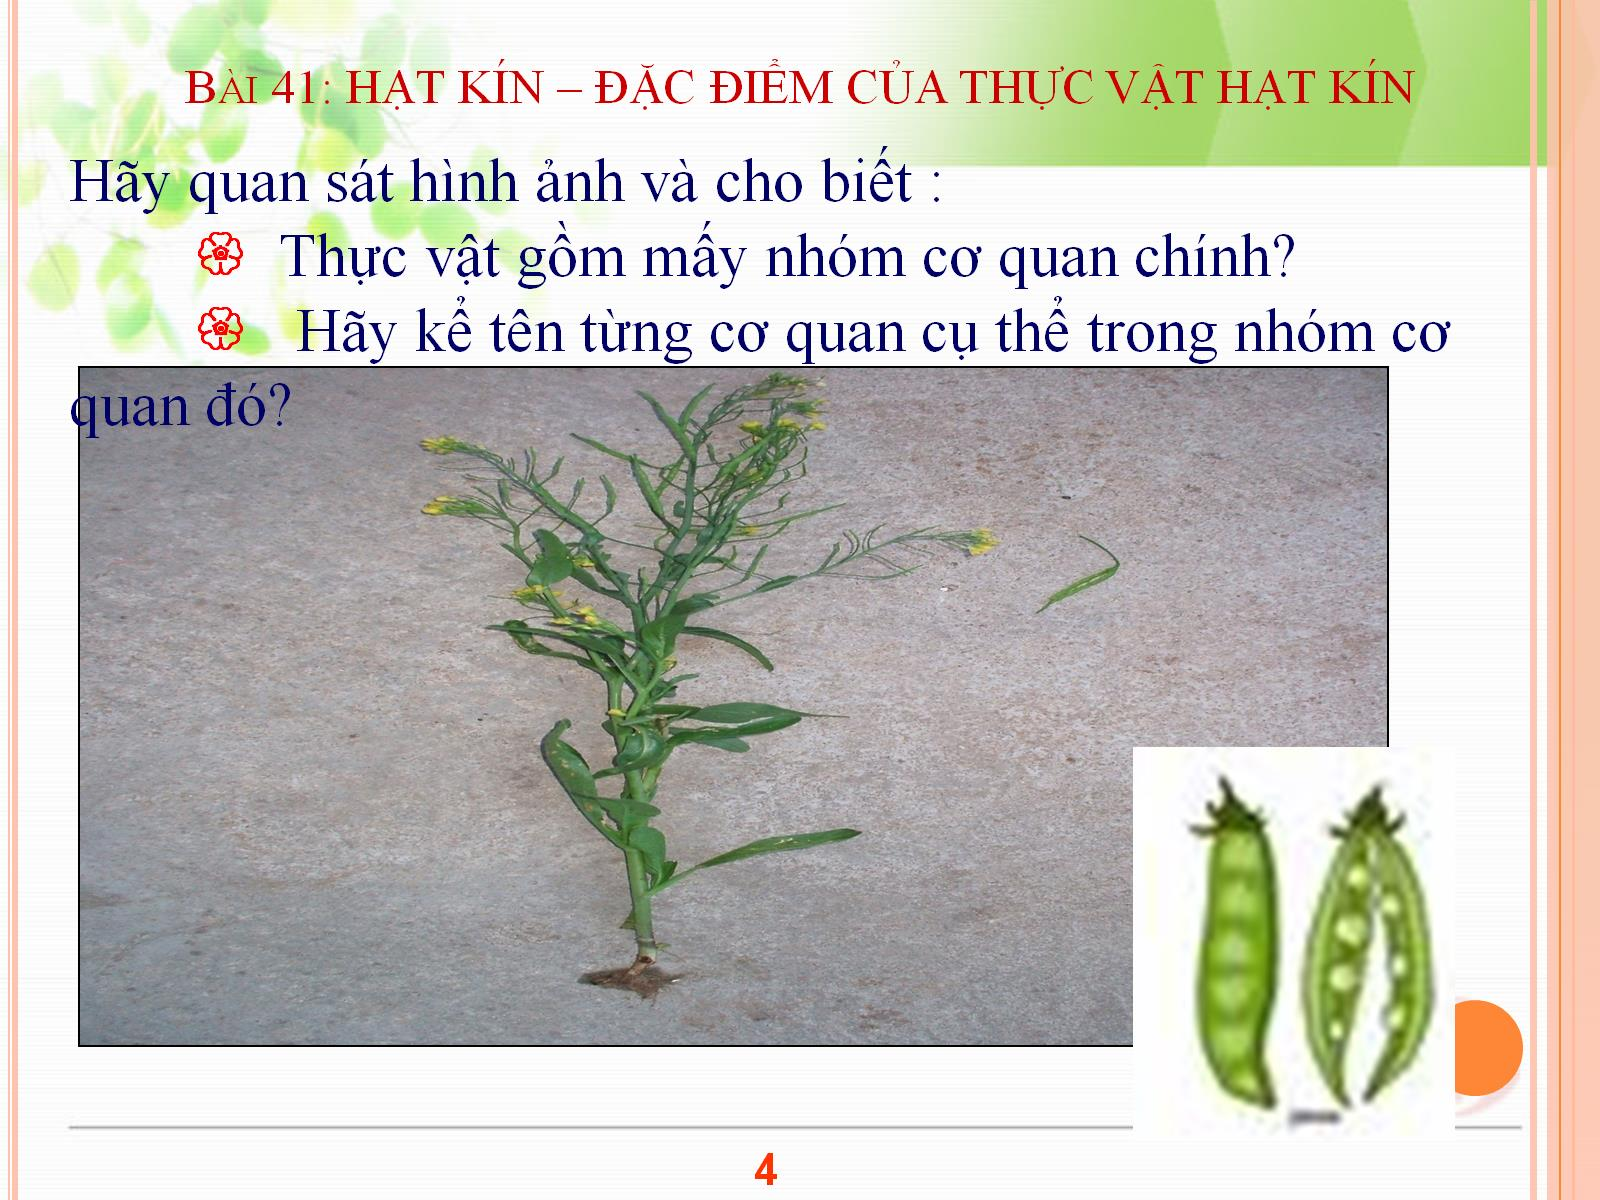 BÀI 41: HẠT KÍN – ĐẶC ĐIỂM CỦA THỰC VẬT HẠT KÍN
Hãy quan sát hình ảnh và cho biết :
Thực vật gồm mấy nhóm cơ quan chính?
Hãy kể tên từng cơ quan cụ thể trong nhóm cơ
quan đó?
4